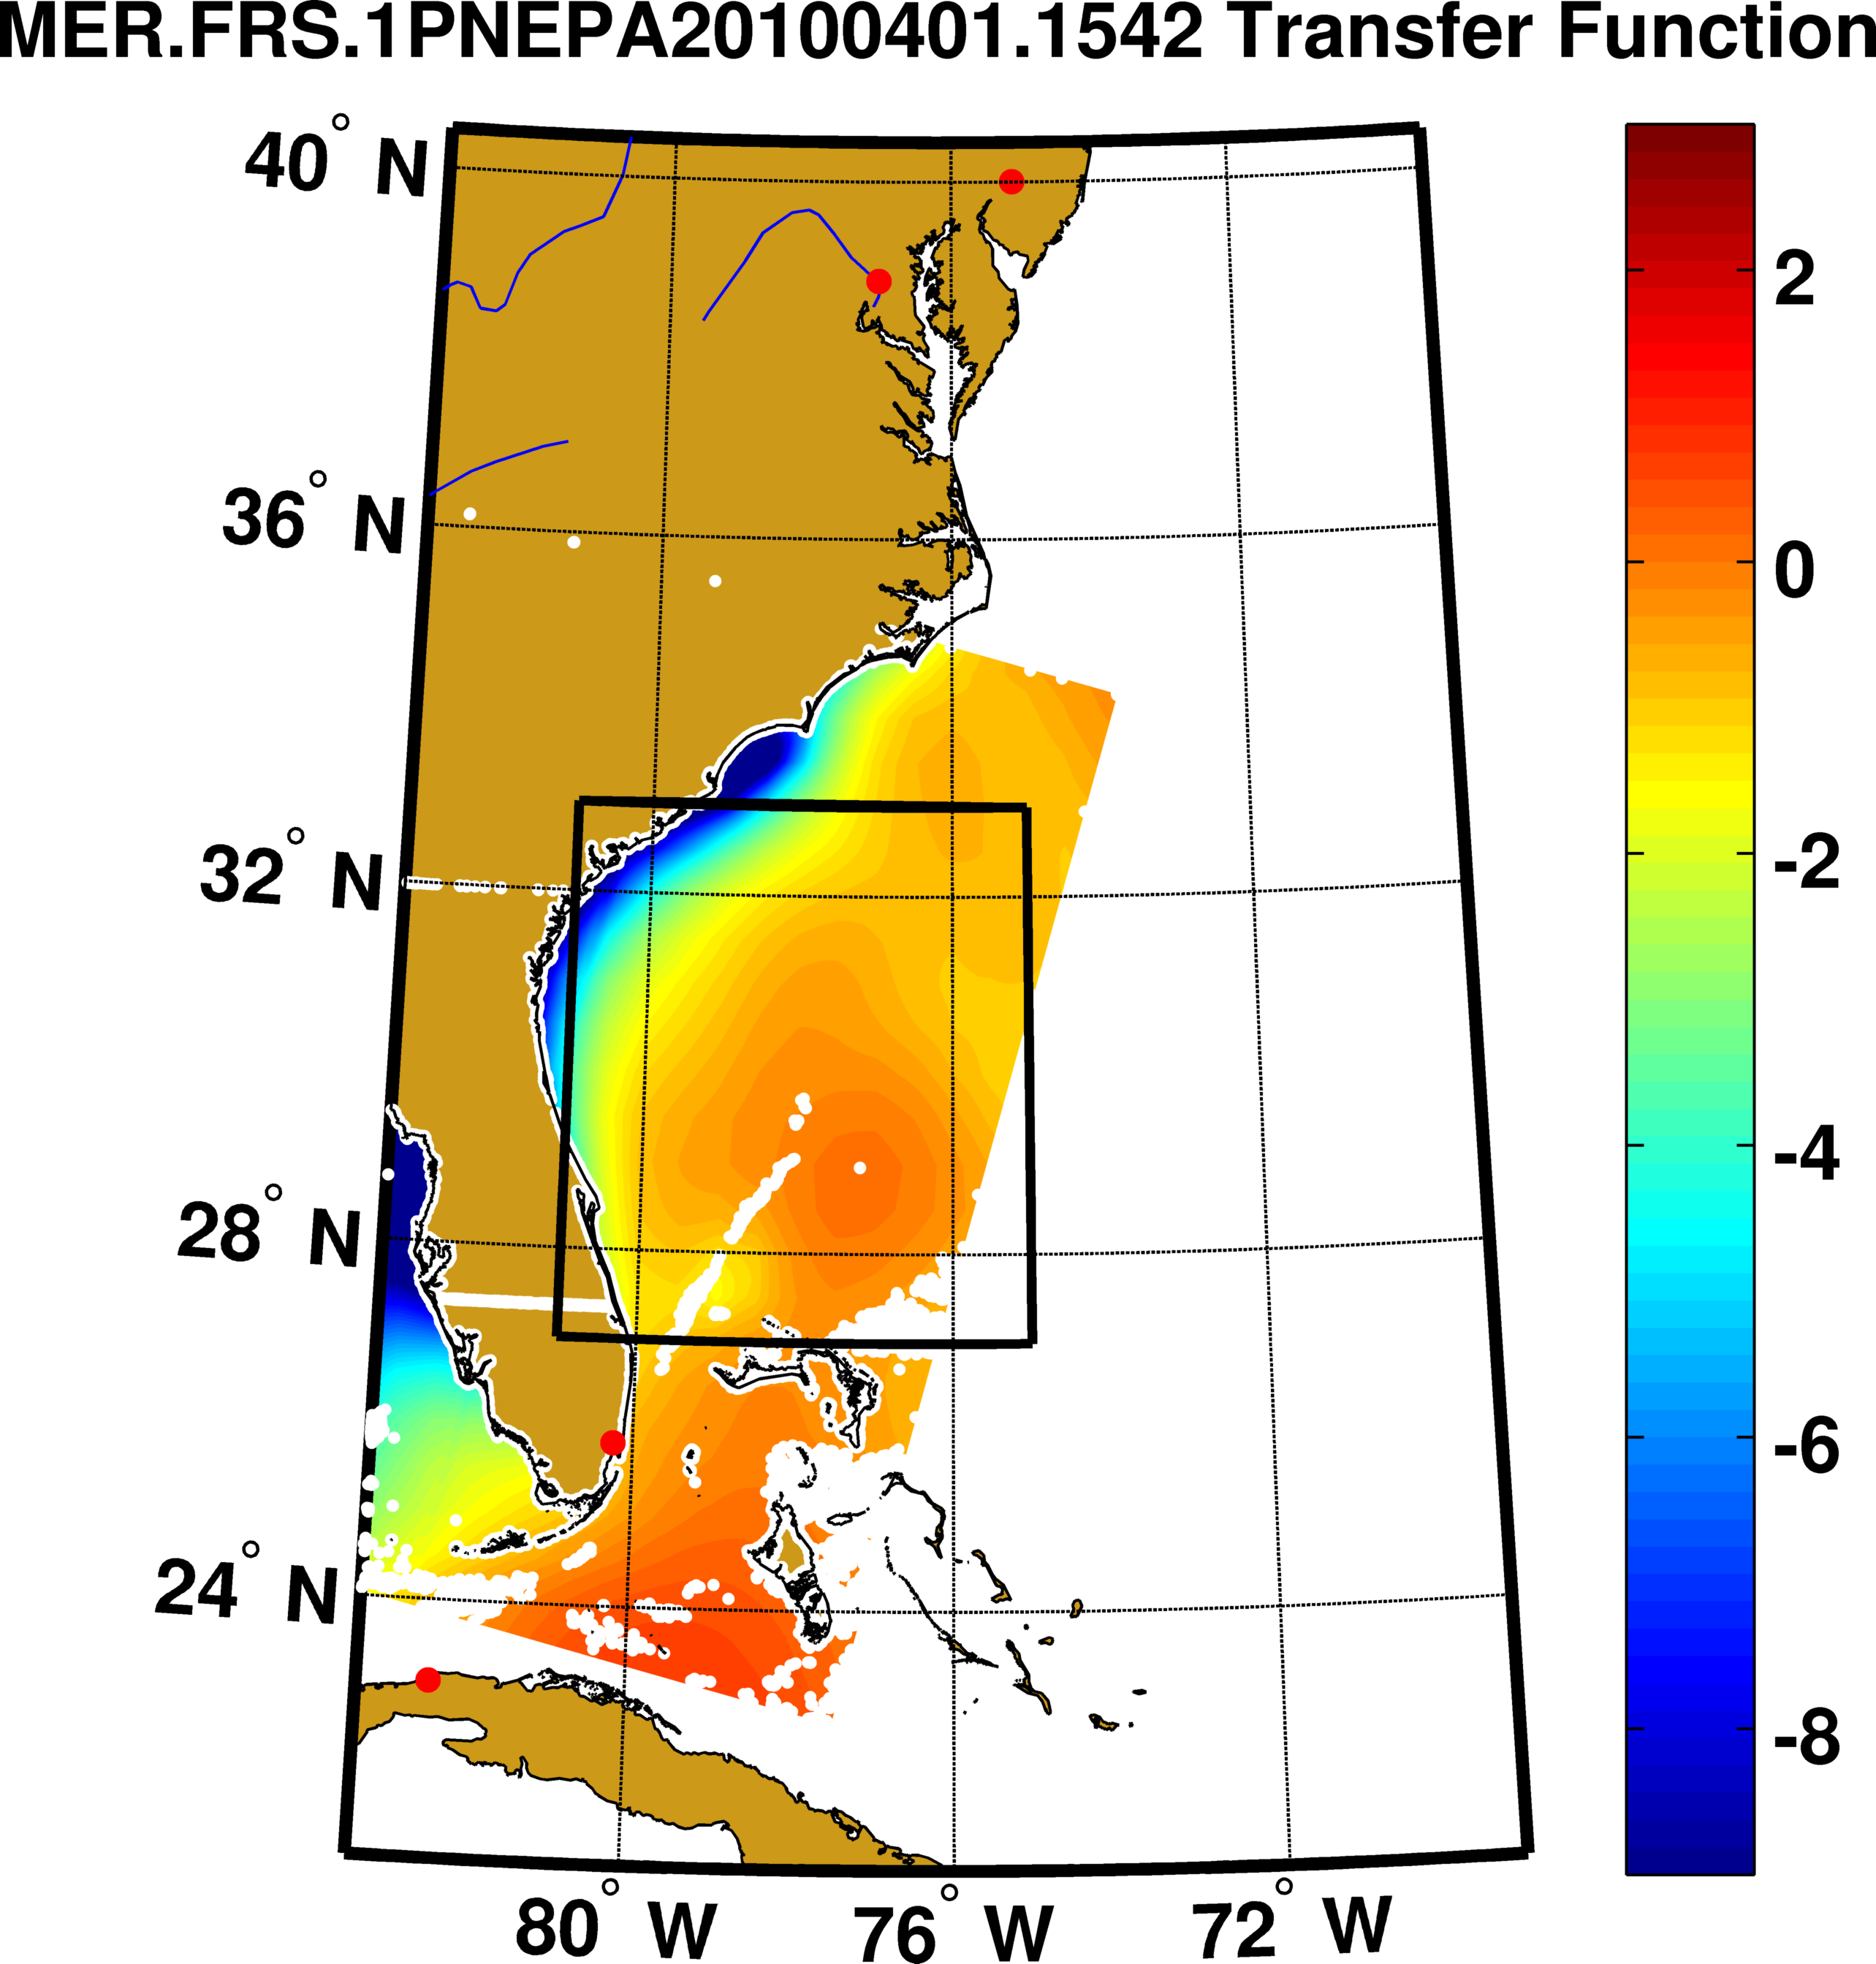 MER.FRS.1PNEPA20100401.1542 Transfer Function
40° N
36° N
32° N
28° N
24° N
80° W
76° W
72° W
2
0
-2
-4
-6
-8